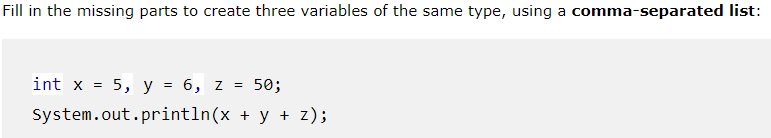 Fill in the missing parts to create three variables of the same type, using a comma-separated list:
int x = 5, y = 6, z = 50;
System.out.println(x + y + z);